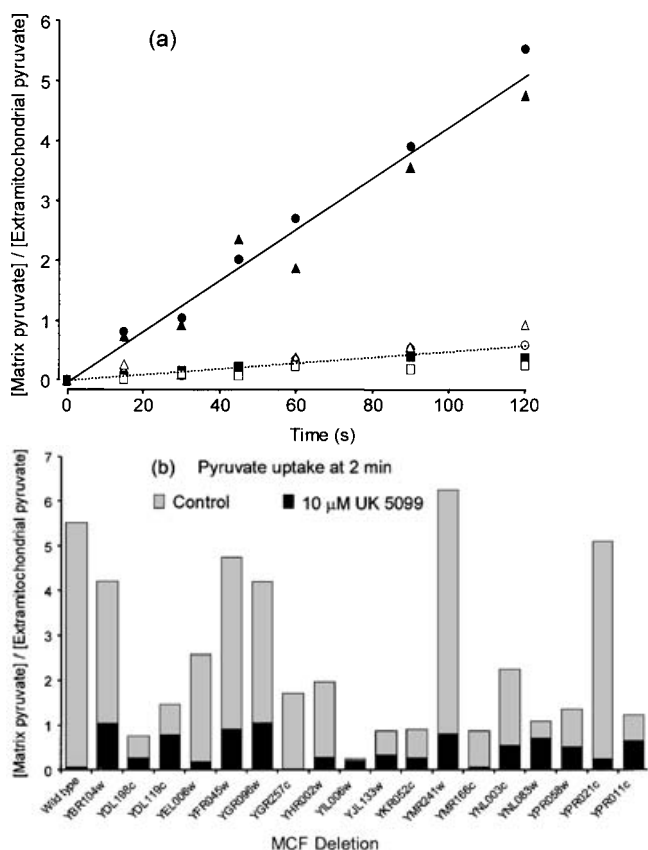 (a)
6
5
4
3
2
1
0
[Matrix pyruvate] / [Extramitochondrial pyruvate]
0 20 40 60 80 100 120
Time (s)
(b) Pyruvate uptake at 2 min
Control 10 μM UK 5099
7
6
5
4
3
2
1
0
[Matrix pyruvate] / [Extramitochondrial pyruvate]
Wild type
YBR104w
YDL198c
YDL119c
YEL006w
YFR045w
YGR096w
YGR257c
YHR002w
YIL006w
YJL133w
YKR052c
YMR241w
YMR166c
YNL003c
YNL083w
YPR058w
YPR021c
YPR011c
MCF Deletion